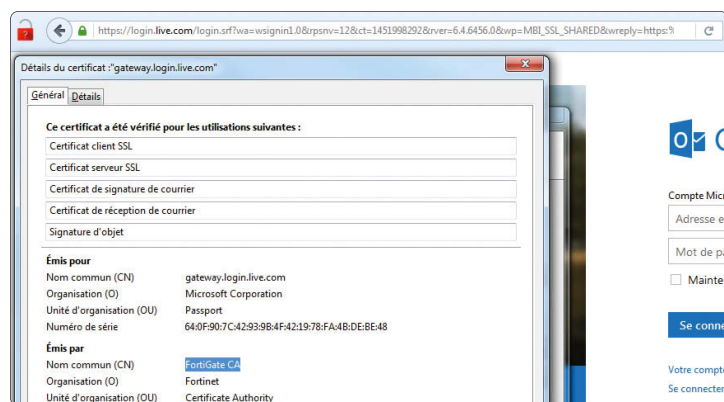 https://login.live.com/login.srf?wa=wsignin1.0&rpsnv=12&ct=1451998292&rver=6.4.6456.0&wp=MBI_SSL_SHARED&wreply=https:%
Détails du certificat :"gateway.login.live.com"
Général Détails
Ce certificat a été vérifié pour les utilisations suivantes :
Certificat client SSL
Certificat serveur SSL
Certificat de signature de courrier
Certificat de réception de courrier
Signature d'objet
Émis pour
Nom commun (CN) gateway.login.live.com
Organisation (O) Microsoft Corporation
Unité d'organisation (OU) Passport
Numéro de série 64:0F:90:7C:42:93:9B:4F:42:19:78:FA:4B:DE:BE:48
Émis par
Nom commun (CN) FortiGate CA
Organisation (O) Fortinet
Unité d'organisation (OU) Certificate Authority
Compte Micr
Adresse e
Mot de pa
Mainte
Se conne
Votre compte
Se connecter